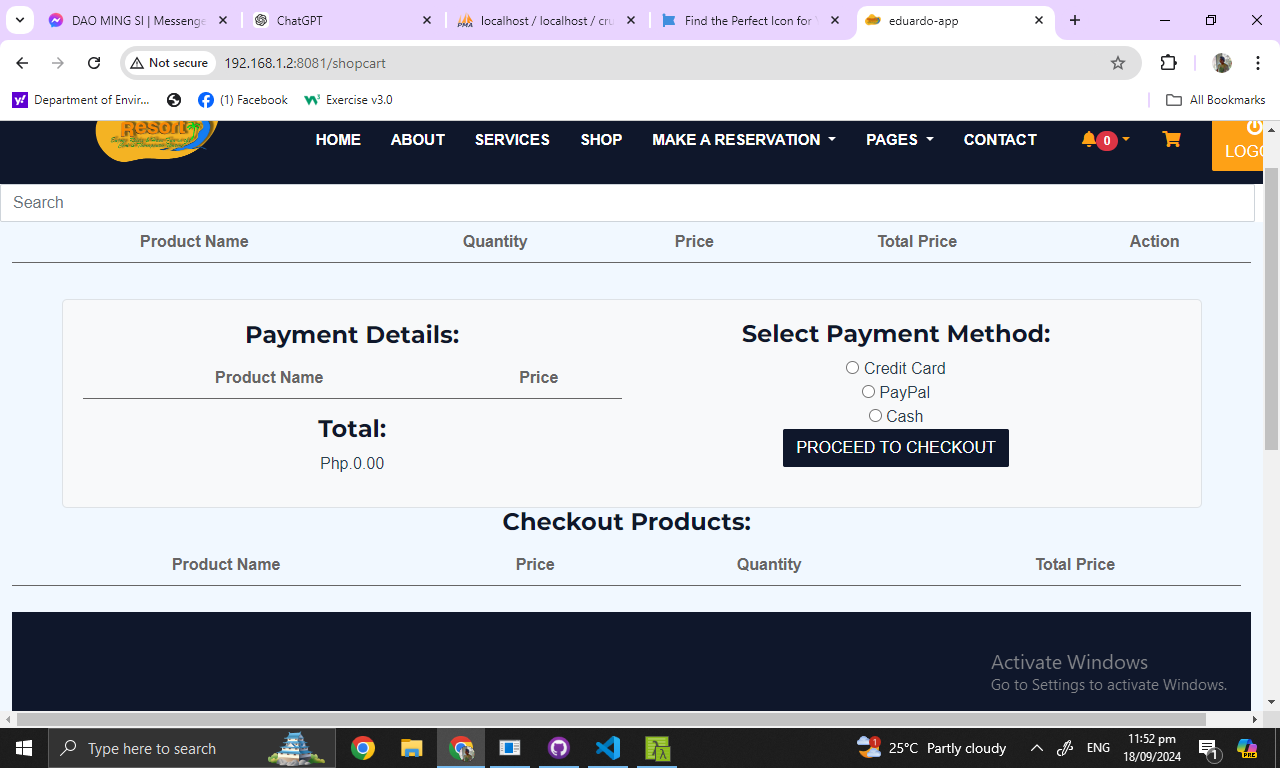 DAO MING SI | Messenge
ChatGPT
localhost / localhost / cru
Find the Perfect Icon for
eduardo-app
Not secure
192.168.1.2:8081/shopcart
Department of Envir...
(1) Facebook
Exercise v3.0
All Bookmarks
Resort
HOME
ABOUT
SERVICES
SHOP
MAKE A RESERVATION
PAGES
CONTACT
0
LOGO
Search
Product Name Quantity Price Total Price Action
Payment Details:
Product Name Price
Total:
Php.0.00
Select Payment Method:
Credit Card
PayPal
Cash
PROCEED TO CHECKOUT
Checkout Products:
Product Name Price Quantity Total Price
Activate Windows
Go to Settings to activate Windows.
Type here to search
1
25°C Partly cloudy
ENG
11:52 pm
18/09/2024
1
PRE